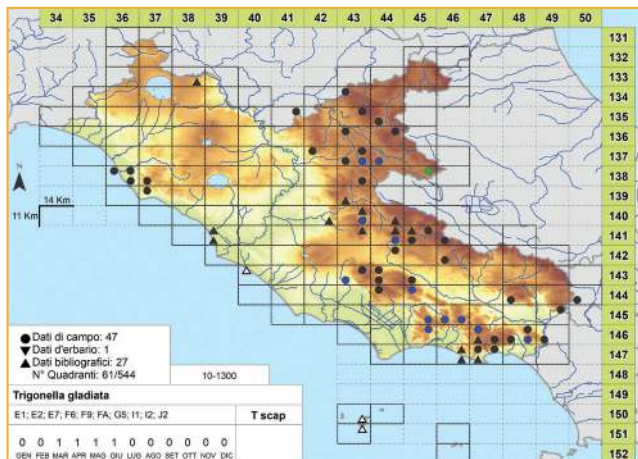 34 35 36 37 38 39 40 41 42 43 44 45 46 47 48 49 50
131
132
133
134
135
136
137
138
139
140
141
142
143
144
145
146
147
148
149
150
151
152
N
14 Km
11 Km
● Dati di campo: 47
▼ Dati d'erbario: 1
▲ Dati bibliografici: 27
N° Quadranti: 61/544
10-1300
Trigonella gladiata
E1; E2; E7; F6; F9; FA; G5; I1; I2; J2
T scap
0 0 1 1 1 1 0 0 0 0 0 0
GEN FEB MAR APR MAG GIU LUG AGO SET OTT NOV DIC